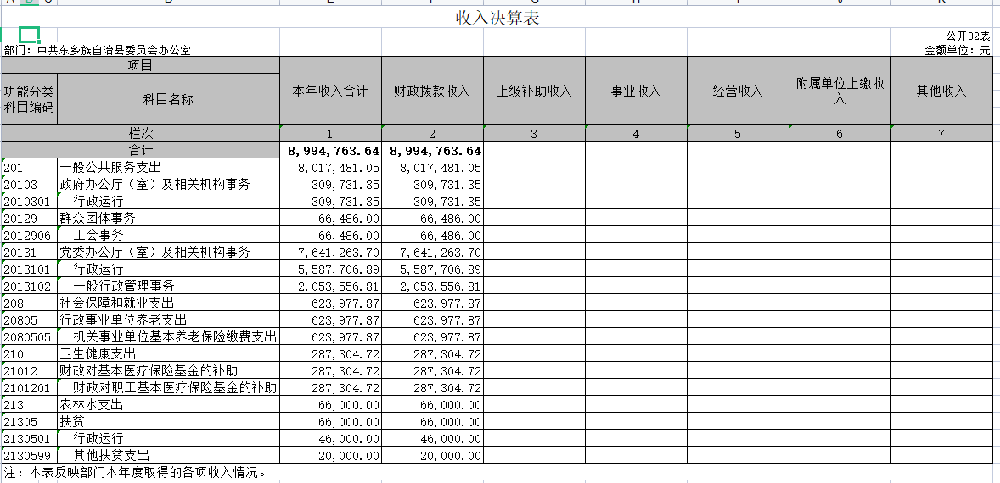 收入决算表
公开02表
部门：中共东乡族自治县委员会办公室 金额单位：元
项目
功能分类科目编码 科目名称 本年收入合计 财政拨款收入 上级补助收入 事业收入 经营收入 附属单位上缴收入 其他收入
栏次 1 2 3 4 5 6 7
合计 8,994,763.64 8,994,763.64
201 一般公共服务支出 8,017,481.05 8,017,481.05
20103 政府办公厅（室）及相关机构事务 309,731.35 309,731.35
2010301 行政运行 309,731.35 309,731.35
20129 群众团体事务 66,486.00 66,486.00
2012906 工会事务 66,486.00 66,486.00
20131 党委办公厅（室）及相关机构事务 7,641,263.70 7,641,263.70
2013101 行政运行 5,587,706.89 5,587,706.89
2013102 一般行政管理事务 2,053,556.81 2,053,556.81
208 社会保障和就业支出 623,977.87 623,977.87
20805 行政事业单位养老支出 623,977.87 623,977.87
2080505 机关事业单位基本养老保险缴费支出 623,977.87 623,977.87
210 卫生健康支出 287,304.72 287,304.72
21012 财政对基本医疗保险基金的补助 287,304.72 287,304.72
2101201 财政对职工基本医疗保险基金的补助 287,304.72 287,304.72
213 农林水支出 66,000.00 66,000.00
21305 扶贫 66,000.00 66,000.00
2130501 行政运行 46,000.00 46,000.00
2130599 其他扶贫支出 20,000.00 20,000.00
注：本表反映部门本年度取得的各项收入情况。